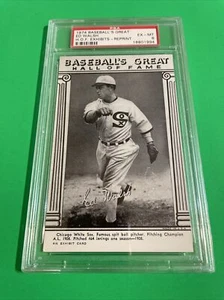 1974 BASEBALL'S GREAT EX-MT
ED WALSH 6
H.O.F. EXHIBITS-REPRINT
BASEBALL'S GREAT
HALL OF FAME
Ed Walsh
Chicago White Sox. Famous spit ball pitcher. Pitching Champion
A.L. 1908. Pitched 464 innings one season—1908.
AN EXHIBIT CARD